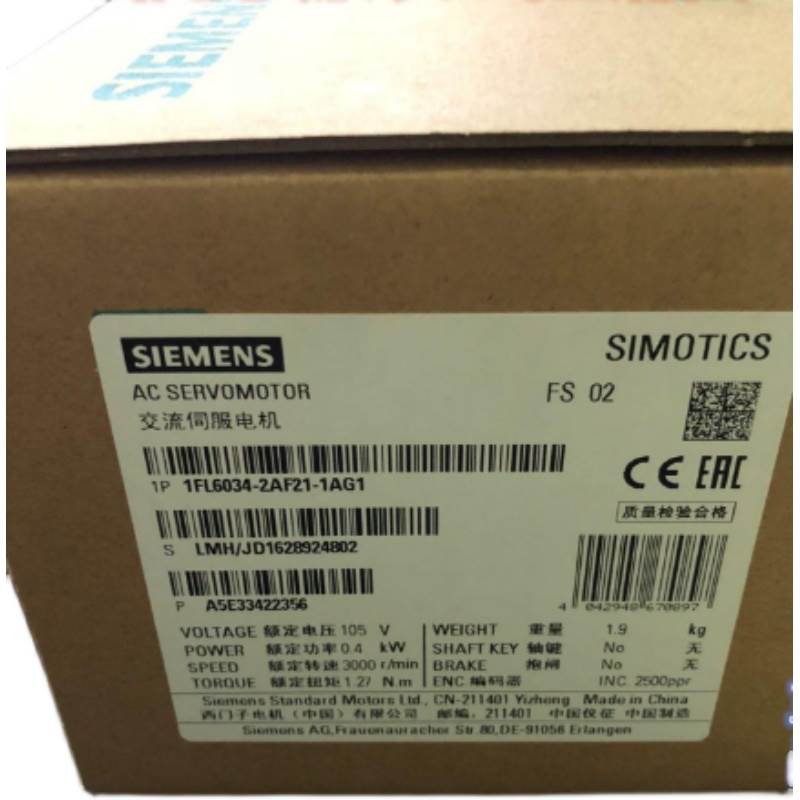 SIEMENS
SIEMENS
SIMOTICS
AC SERVOMOTOR
FS 02
交流伺服电机
1P 1FL6034-2AF21-1AG1
CE EAC
质量检验合格
S LMH/JD1628924802
P A5E33422356
4 042948 670897
VOLTAGE 额定电压 105 V
POWER 额定功率 0.4 kW
SPEED 额定转速 3000 r/min
TORQUE 额定扭矩 1.27 N.m
WEIGHT 重量 1.9 kg
SHAFT KEY 轴键 No 无
BRAKE 抱闸 No 无
ENC 编码器 INC 2500ppr
Siemens Standard Motors Ltd., CN-211401 Yizheng Made in China
西门子电机（中国）有限公司 邮编: 211401 中国仪征 中国制造
Siemens AG, Frauenauracher Str.80, DE-91056 Erlangen